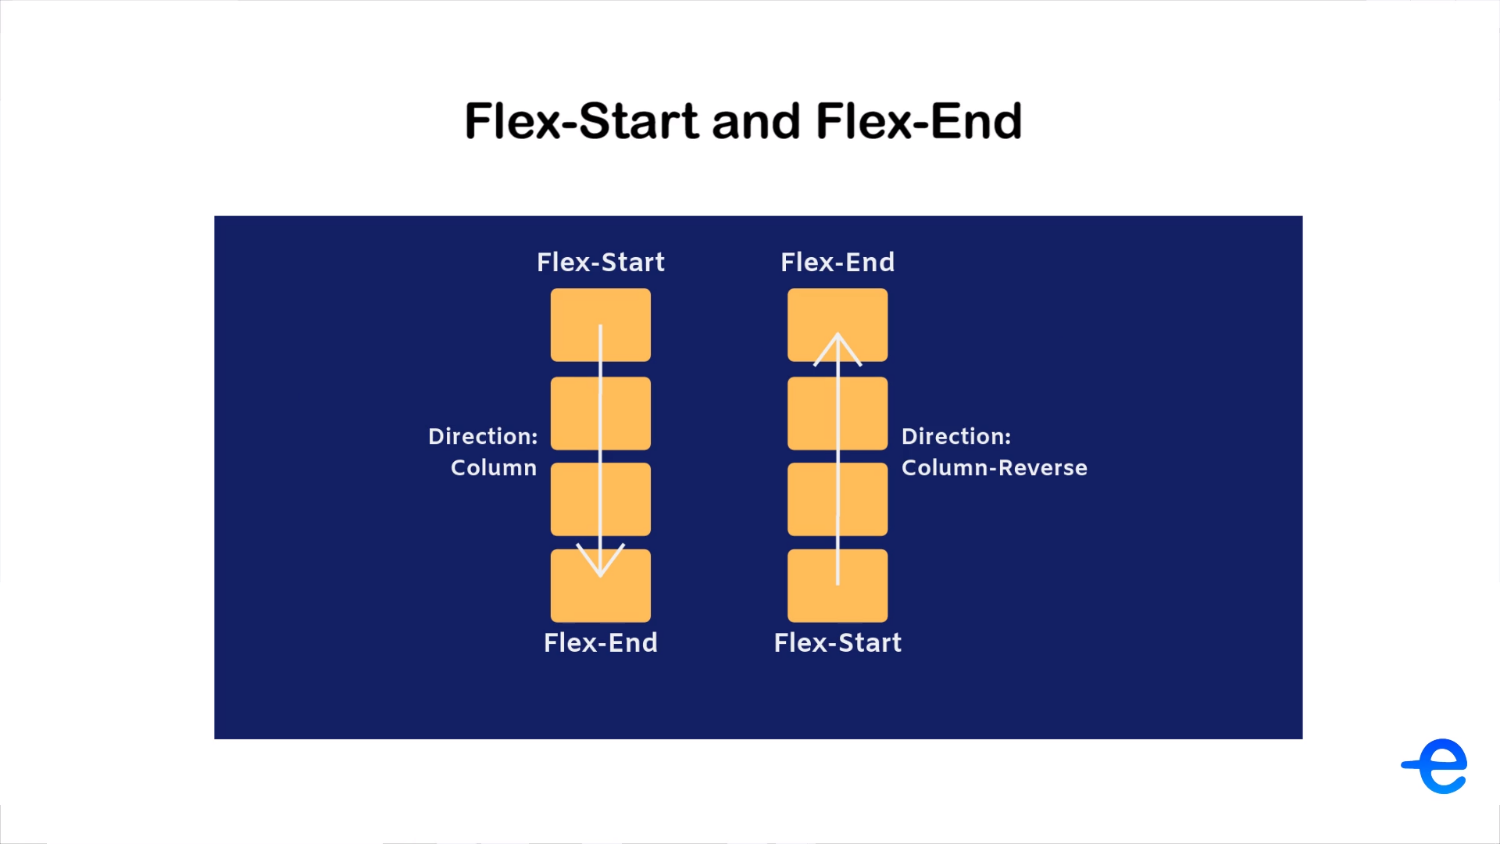 Flex-Start and Flex-End
Flex-Start
Flex-End
Direction:
Column
Direction:
Column-Reverse
Flex-End
Flex-Start